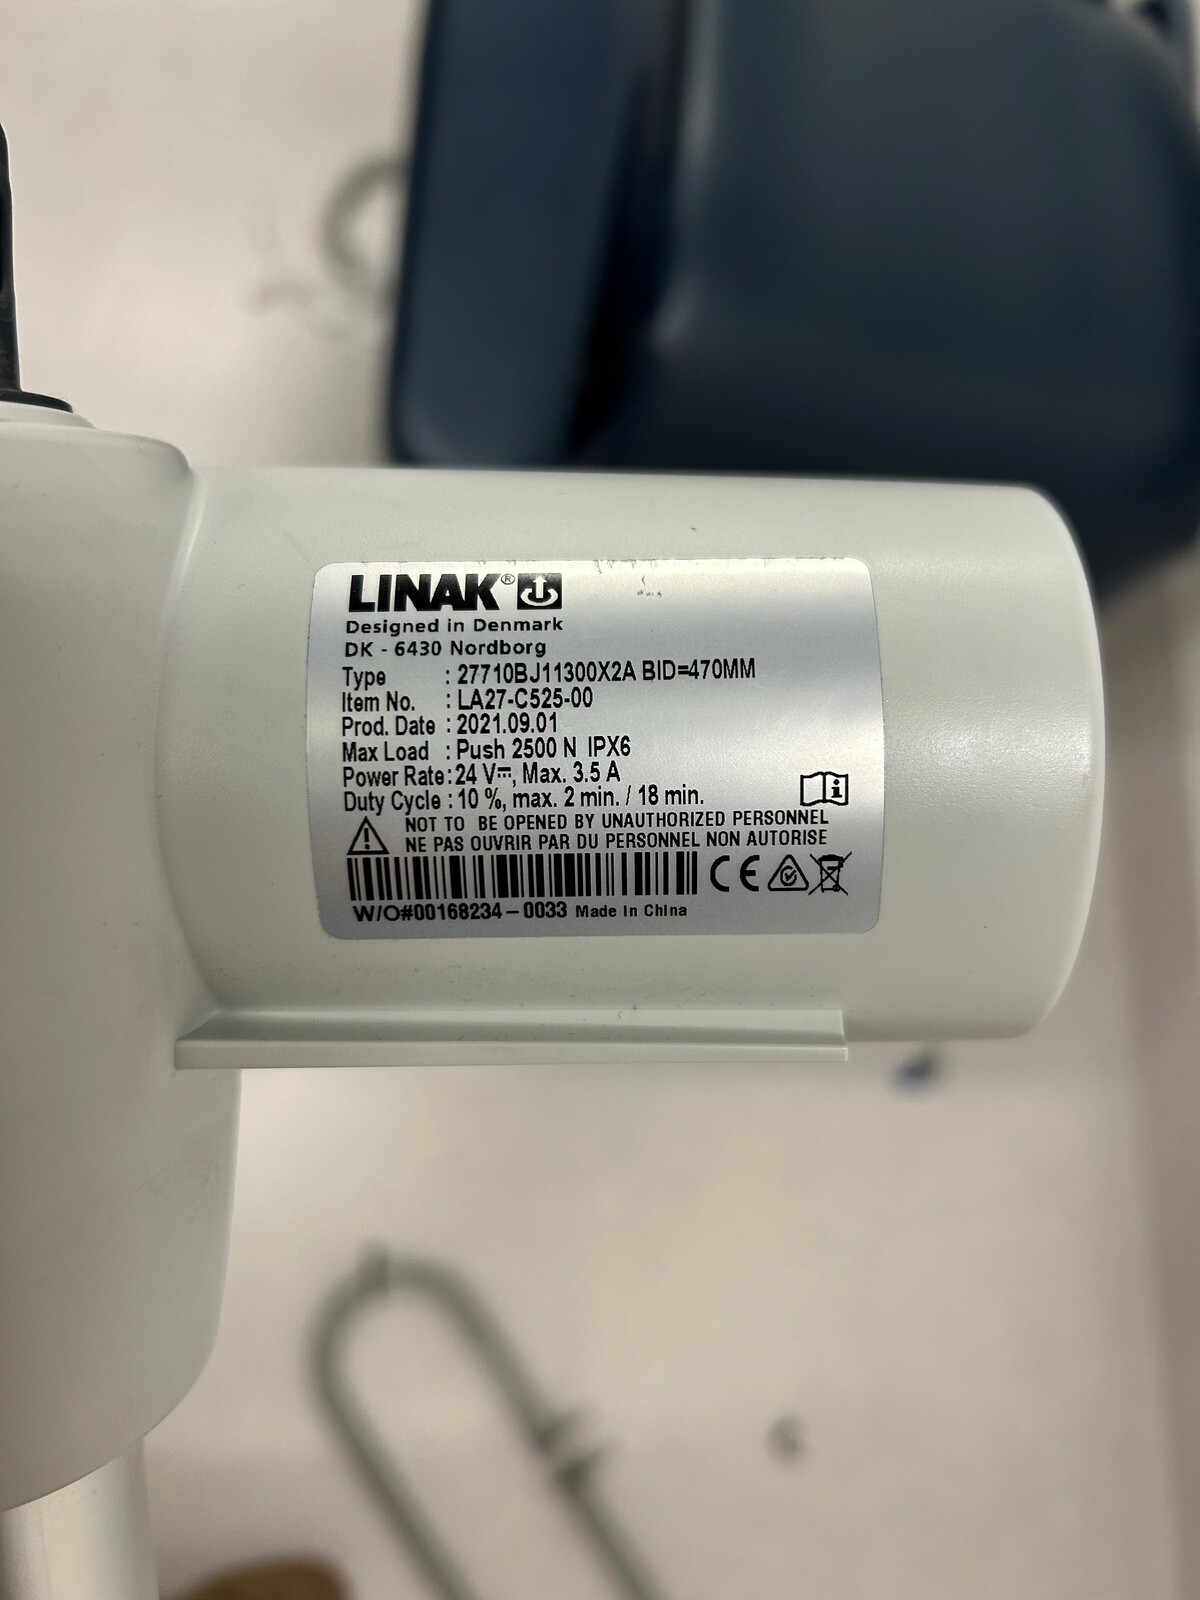 LINAK®
Designed in Denmark
DK - 6430 Nordborg
Type : 27710BJ11300X2A BID=470MM
Item No. : LA27-C525-00
Prod. Date : 2021.09.01
Max Load : Push 2500 N IPX6
Power Rate: 24 V⎓, Max. 3.5 A
Duty Cycle : 10 %, max. 2 min. / 18 min.
NOT TO BE OPENED BY UNAUTHORIZED PERSONNEL
NE PAS OUVRIR PAR DU PERSONNEL NON AUTORISE
CE
W/O#00168234-0033 Made in China